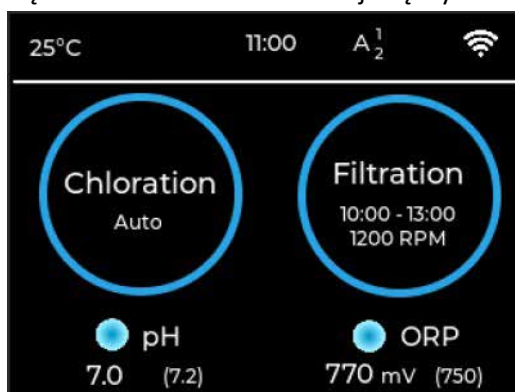 25°C 11:00 A 1 2
Chloration
Auto
Filtration
10:00 - 13:00
1200 RPM
pH
7.0 (7.2)
ORP
770 mV (750)